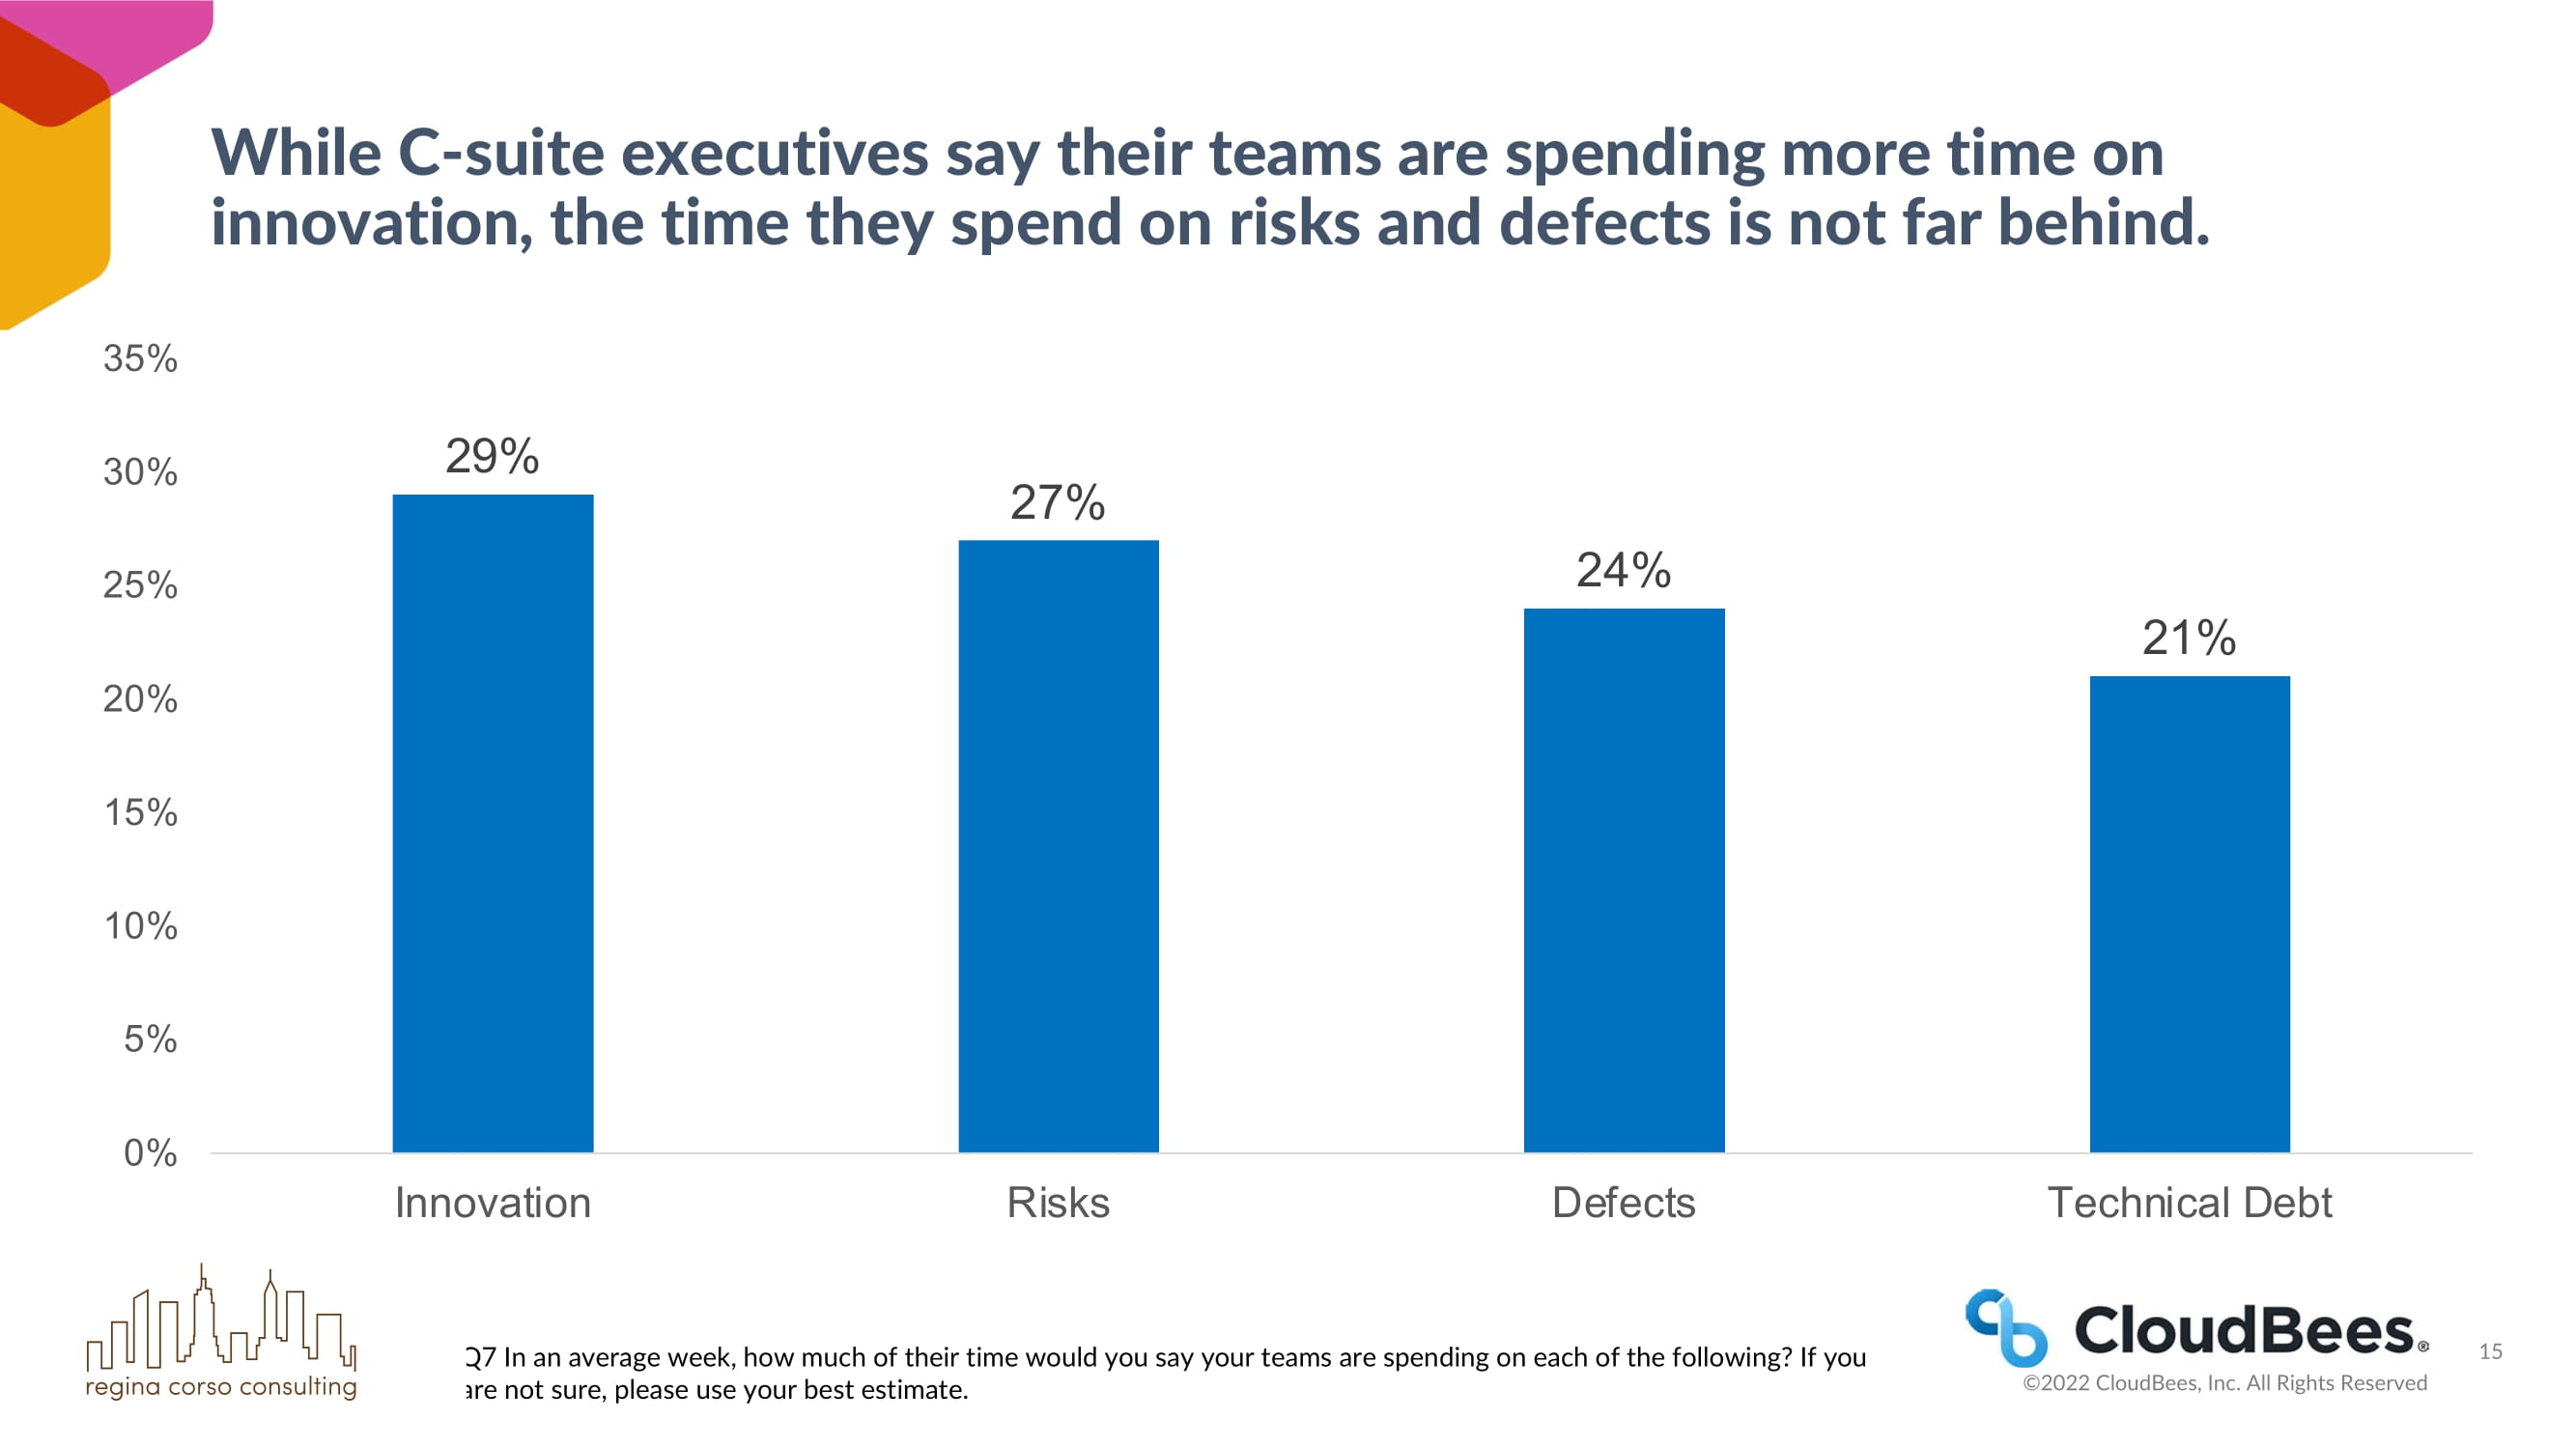 While C-suite executives say their teams are spending more time on
innovation, the time they spend on risks and defects is not far behind.
35%
30%
25%
20%
15%
10%
5%
0%
29%
27%
24%
21%
Innovation
Risks
Defects
Technical Debt
regina corso consulting
Q7 In an average week, how much of their time would you say your teams are spending on each of the following? If you
are not sure, please use your best estimate.
CloudBees®
©2022 CloudBees, Inc. All Rights Reserved
15